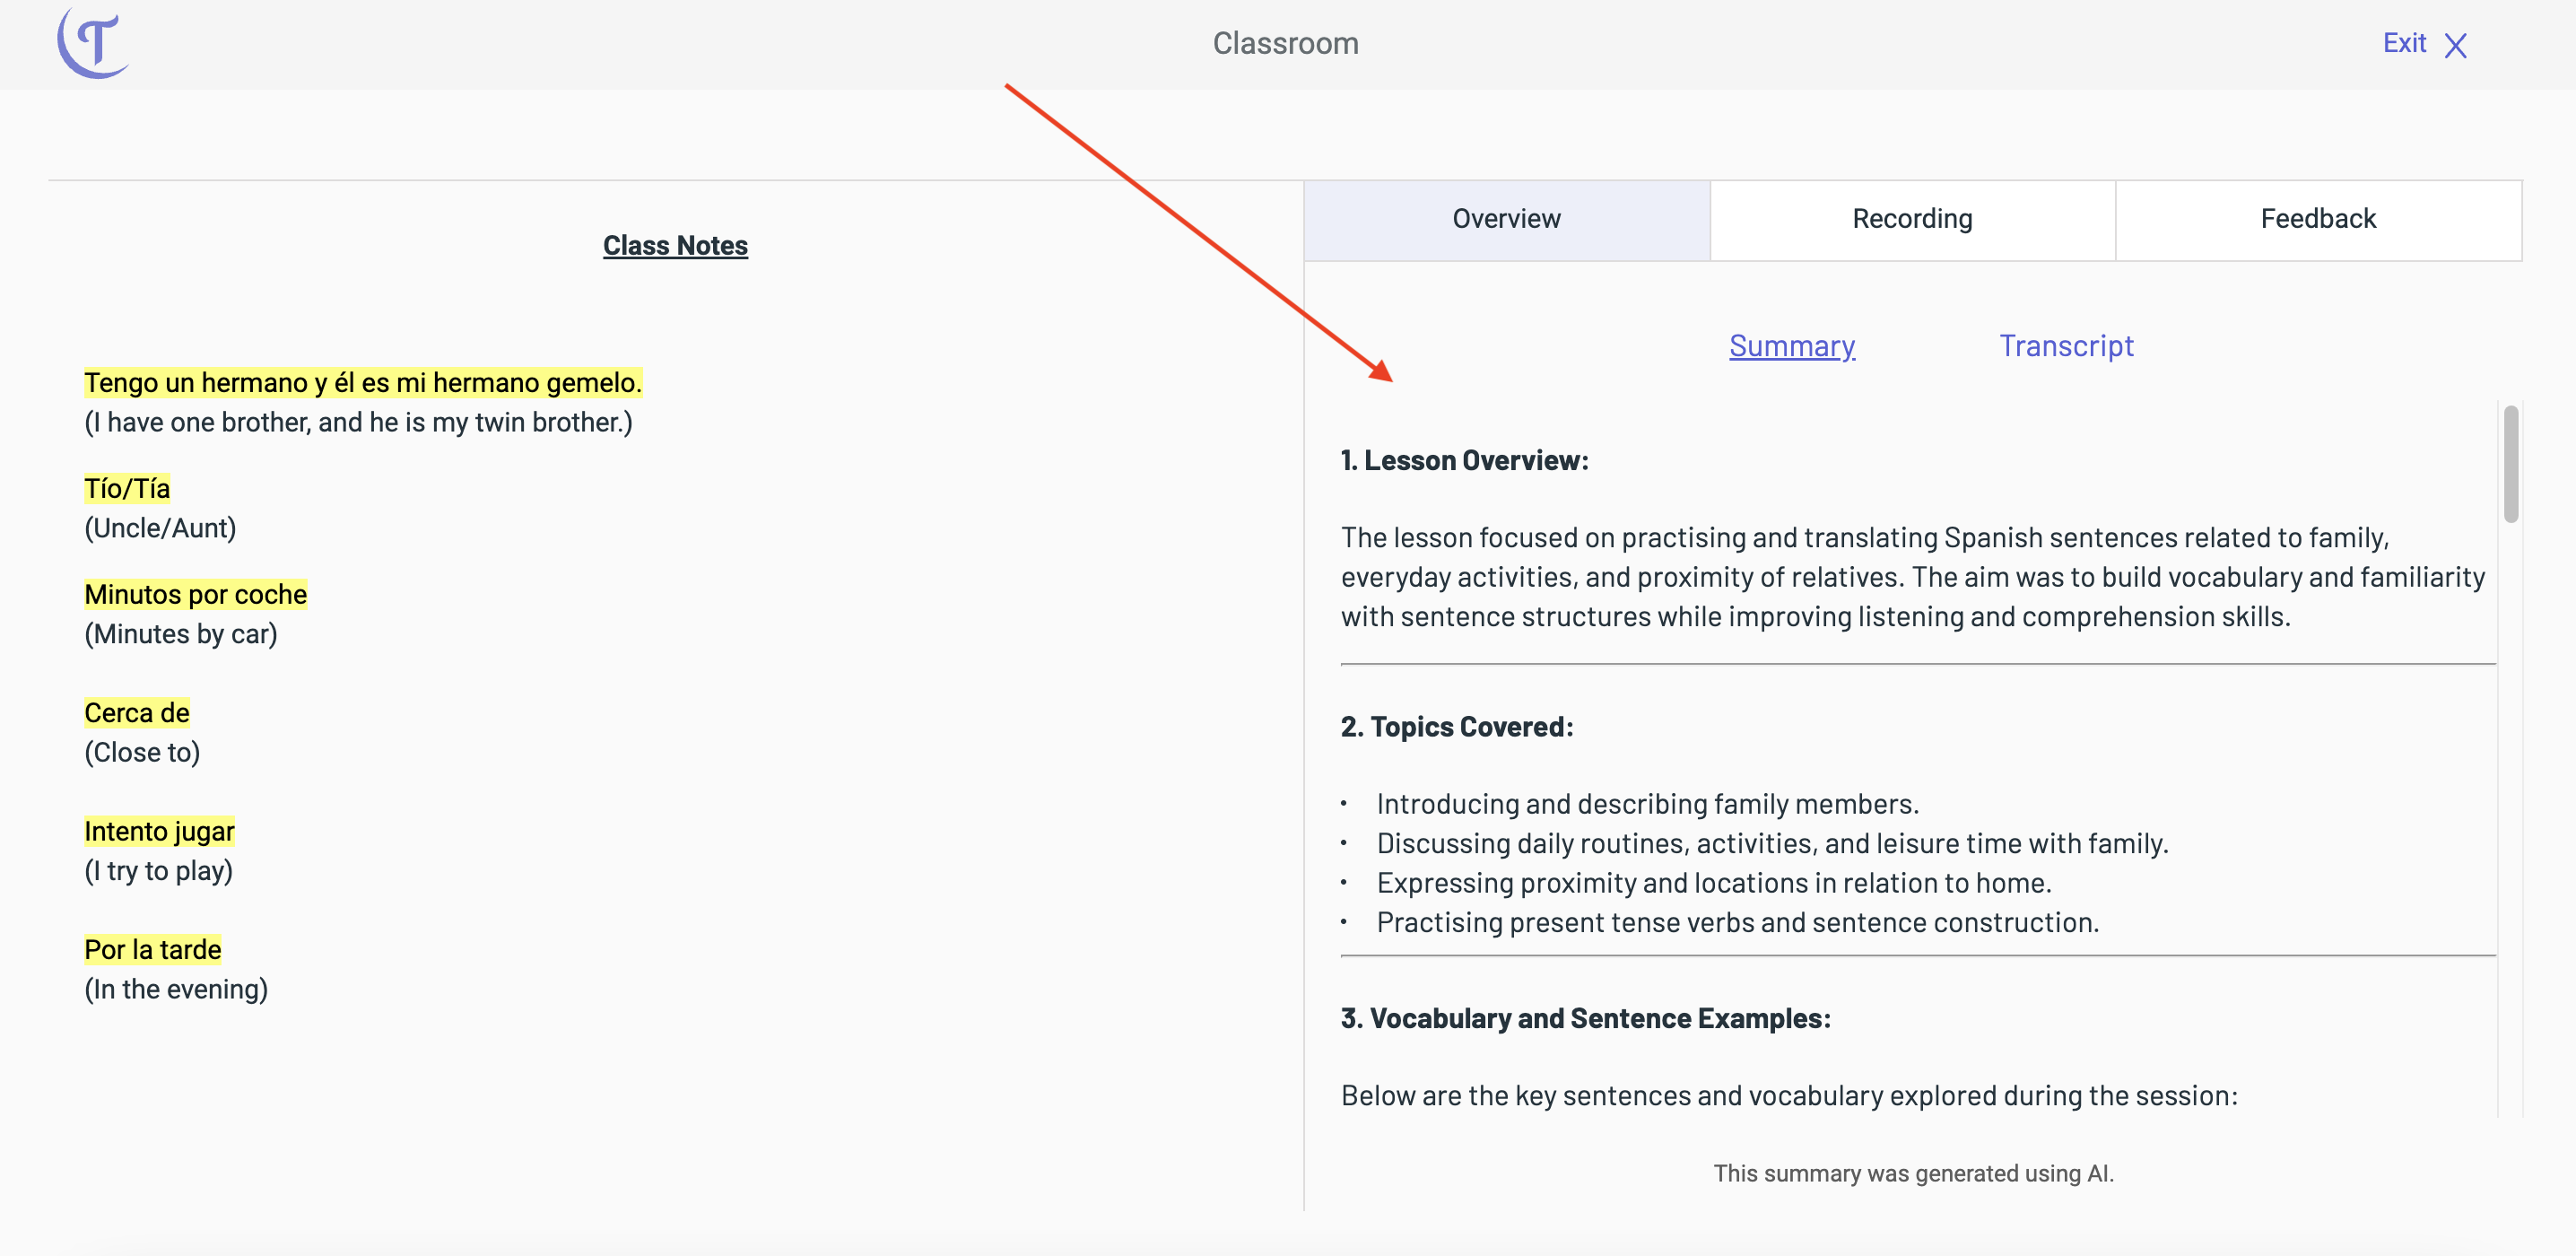 T
Classroom
Exit
Class Notes
Tengo un hermano y él es mi hermano gemelo.
(I have one brother, and he is my twin brother.)
Tío/Tía
(Uncle/Aunt)
Minutos por coche
(Minutes by car)
Cerca de
(Close to)
Intento jugar
(I try to play)
Por la tarde
(In the evening)
Overview
Recording
Feedback
Summary
Transcript
1. Lesson Overview:
The lesson focused on practising and translating Spanish sentences related to family,
everyday activities, and proximity of relatives. The aim was to build vocabulary and familiarity
with sentence structures while improving listening and comprehension skills.
2. Topics Covered:
• Introducing and describing family members.
• Discussing daily routines, activities, and leisure time with family.
• Expressing proximity and locations in relation to home.
• Practising present tense verbs and sentence construction.
3. Vocabulary and Sentence Examples:
Below are the key sentences and vocabulary explored during the session:
This summary was generated using AI.